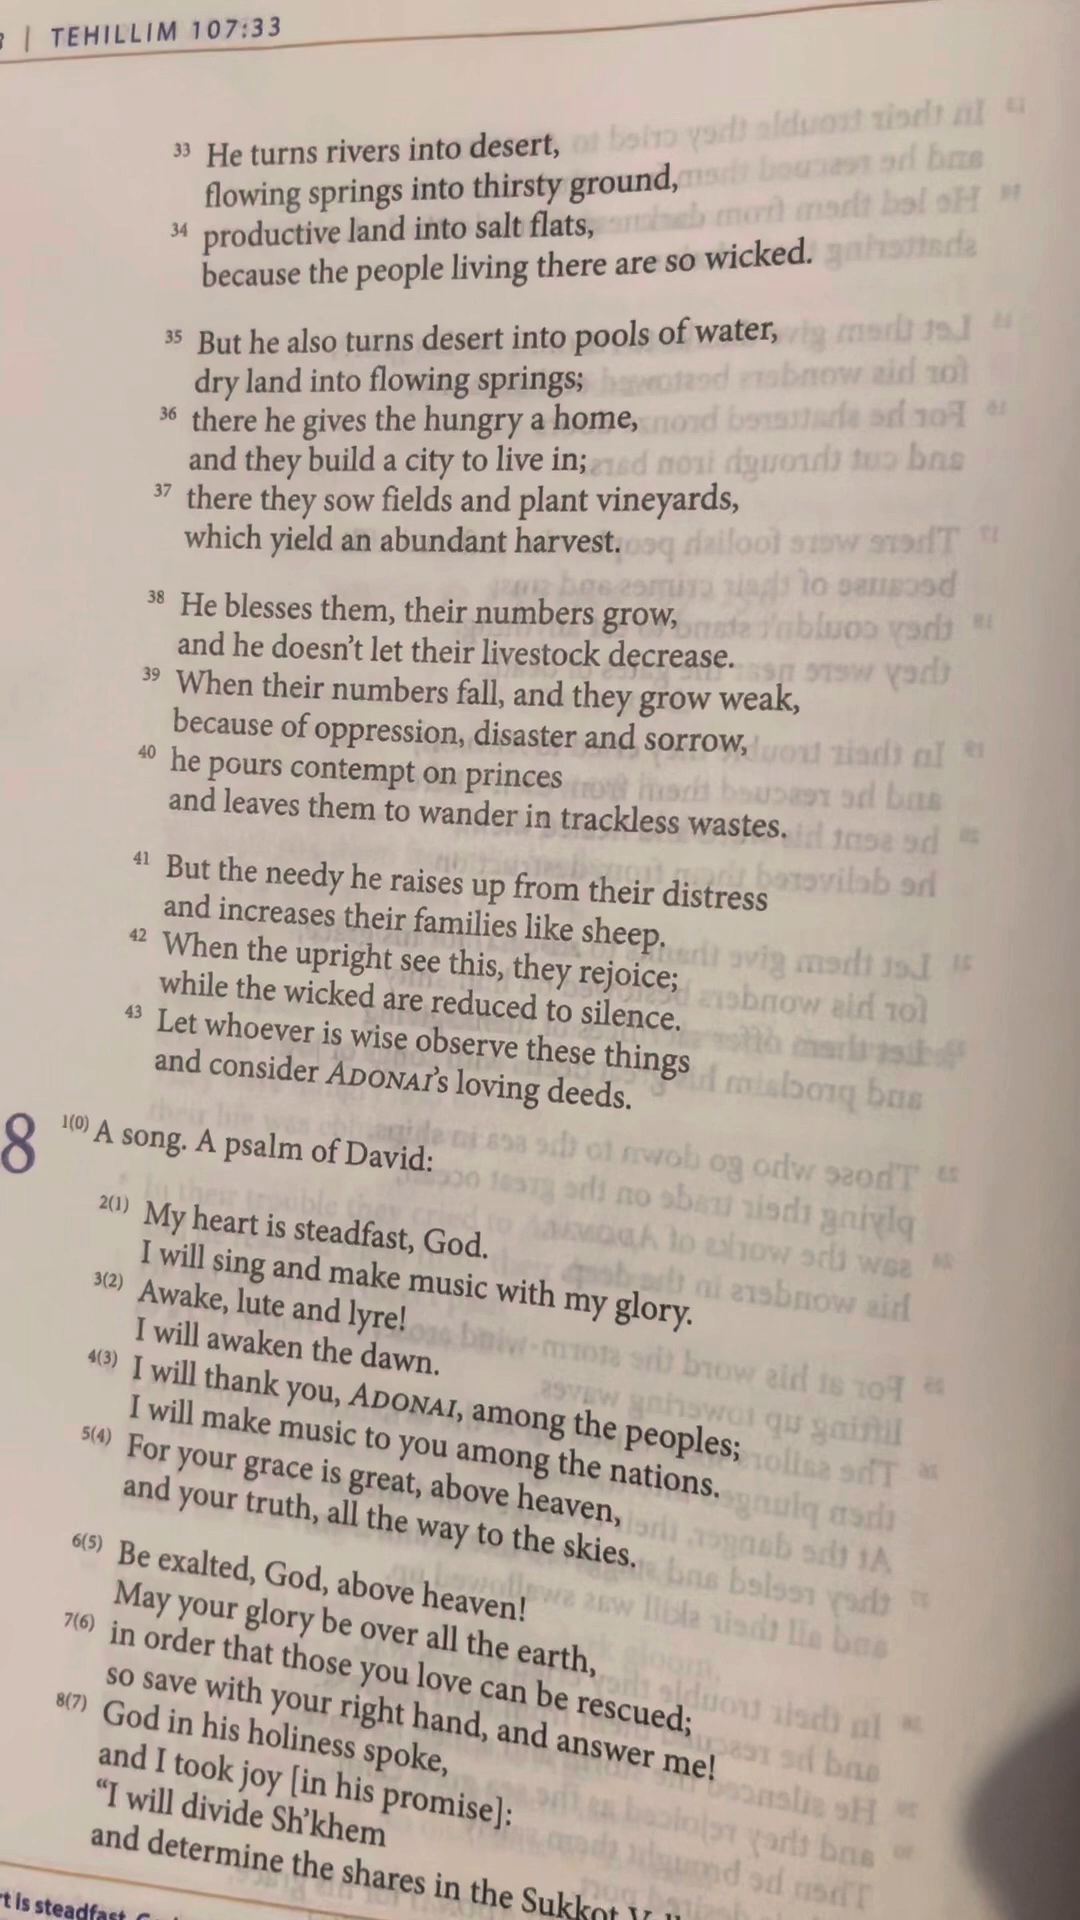 | TEHILLIM 107:33
33 He turns rivers into desert,
flowing springs into thirsty ground,
34 productive land into salt flats,
because the people living there are so wicked.
35 But he also turns desert into pools of water,
dry land into flowing springs;
36 there he gives the hungry a home,
and they build a city to live in;
37 there they sow fields and plant vineyards,
which yield an abundant harvest.
38 He blesses them, their numbers grow,
and he doesn't let their livestock decrease.
39 When their numbers fall, and they grow weak,
because of oppression, disaster and sorrow,
40 he pours contempt on princes
and leaves them to wander in trackless wastes.
41 But the needy he raises up from their distress
and increases their families like sheep.
42 When the upright see this, they rejoice;
while the wicked are reduced to silence.
43 Let whoever is wise observe these things
and consider ADONAI's loving deeds.
8 1(0) A song. A psalm of David:
2(1) My heart is steadfast, God.
I will sing and make music with my glory.
3(2) Awake, lute and lyre!
I will awaken the dawn.
4(3) I will thank you, ADONAI, among the peoples;
I will make music to you among the nations.
5(4) For your grace is great, above heaven,
and your truth, all the way to the skies.
6(5) Be exalted, God, above heaven!
May your glory be over all the earth,
7(6) in order that those you love can be rescued;
so save with your right hand, and answer me!
8(7) God in his holiness spoke,
and I took joy [in his promise]:
"I will divide Sh'khem
and determine the shares in the Sukkot
is steadfast,